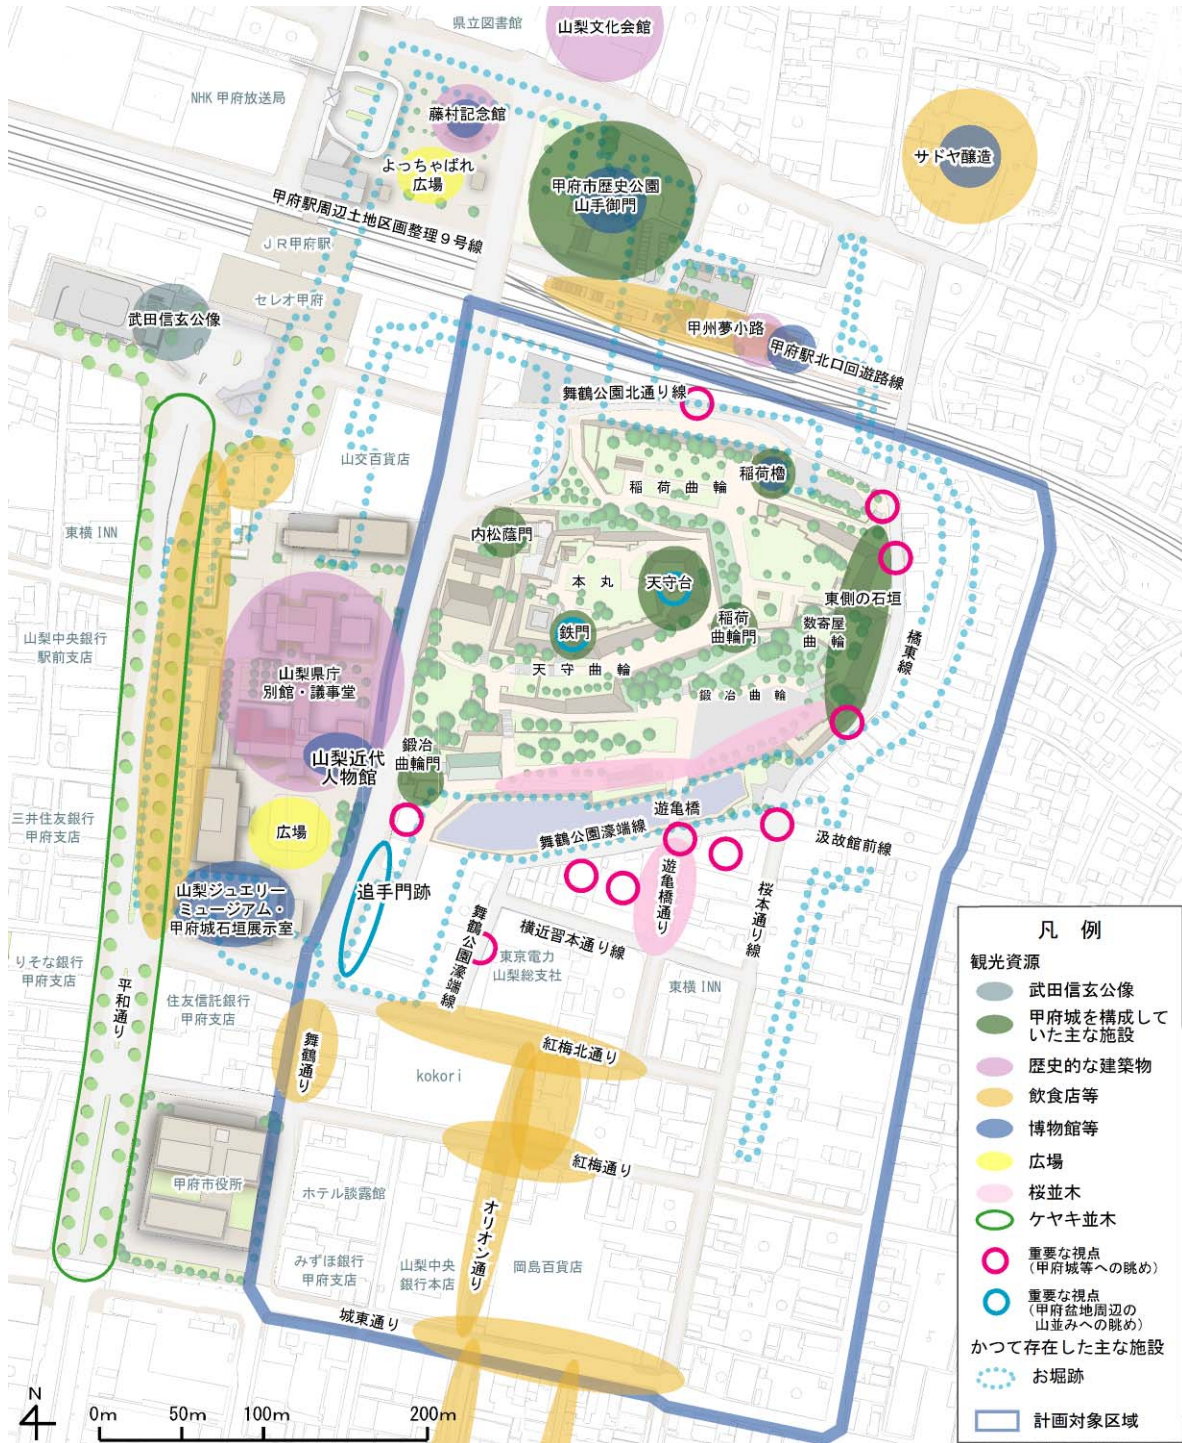 県立図書館
山梨文化会館
NHK 甲府放送局
藤村記念館
よっちゃばれ
広場
甲府市歴史公園
山手御門
サドヤ醸造
甲府駅周辺土地区画整理９号線
ＪＲ甲府駅
セレオ甲府
武田信玄公像
甲州夢小路
甲府駅北口回遊路線
舞鶴公園北通り線
山交百貨店
稲荷櫓
稲荷曲輪
東横 INN
内松蔭門
本丸
天守台
東側の石垣
鉄門
稲荷
曲輪門
数寄屋
曲輪
橘東線
山梨中央銀行
駅前支店
山梨県庁
別館・議事堂
天守曲輪
鍛冶曲輪
山梨近代
人物館
鍛冶
曲輪門
三井住友銀行
甲府支店
広場
遊亀橋
舞鶴公園濠端線
汲故館前線
山梨ジュエリー
ミュージアム・
甲府城石垣展示室
追手門跡
遊亀橋通り
桜本通り線
舞鶴公園濠端線
横近習本通り線
東京電力
山梨総支社
東横 INN
りそな銀行
甲府支店
平和通り
住友信託銀行
甲府支店
舞鶴通り
紅梅北通り
kokori
紅梅通り
甲府市役所
ホテル談露館
オリオン通り
みずほ銀行
甲府支店
山梨中央
銀行本店
岡島百貨店
城東通り
N
0m
50m
100m
200m
凡 例
観光資源
武田信玄公像
甲府城を構成して
いた主な施設
歴史的な建築物
飲食店等
博物館等
広場
桜並木
ケヤキ並木
重要な視点
（甲府城等への眺め）
重要な視点
（甲府盆地周辺の
山並みへの眺め）
かつて存在した主な施設
お堀跡
計画対象区域